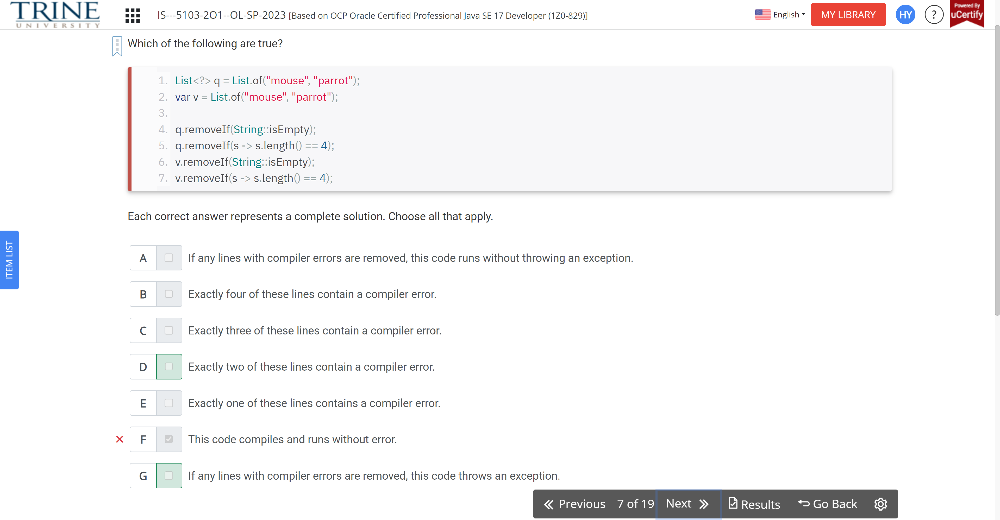 TRINE
UNIVERSITY
IS---5103-2O1--OL-SP-2023 [Based on OCP Oracle Certified Professional Java SE 17 Developer (1Z0-829)]
English
MY LIBRARY
HY
?
Powered By
uCertify
Which of the following are true?
1. List<?> q = List.of("mouse", "parrot");
2. var v = List.of("mouse", "parrot");
3.
4. q.removeIf(String::isEmpty);
5. q.removeIf(s -> s.length() == 4);
6. v.removeIf(String::isEmpty);
7. v.removeIf(s -> s.length() == 4);
Each correct answer represents a complete solution. Choose all that apply.
ITEM LIST
A If any lines with compiler errors are removed, this code runs without throwing an exception.
B Exactly four of these lines contain a compiler error.
C Exactly three of these lines contain a compiler error.
D Exactly two of these lines contain a compiler error.
E Exactly one of these lines contains a compiler error.
F This code compiles and runs without error.
G If any lines with compiler errors are removed, this code throws an exception.
Previous 7 of 19 Next Results Go Back